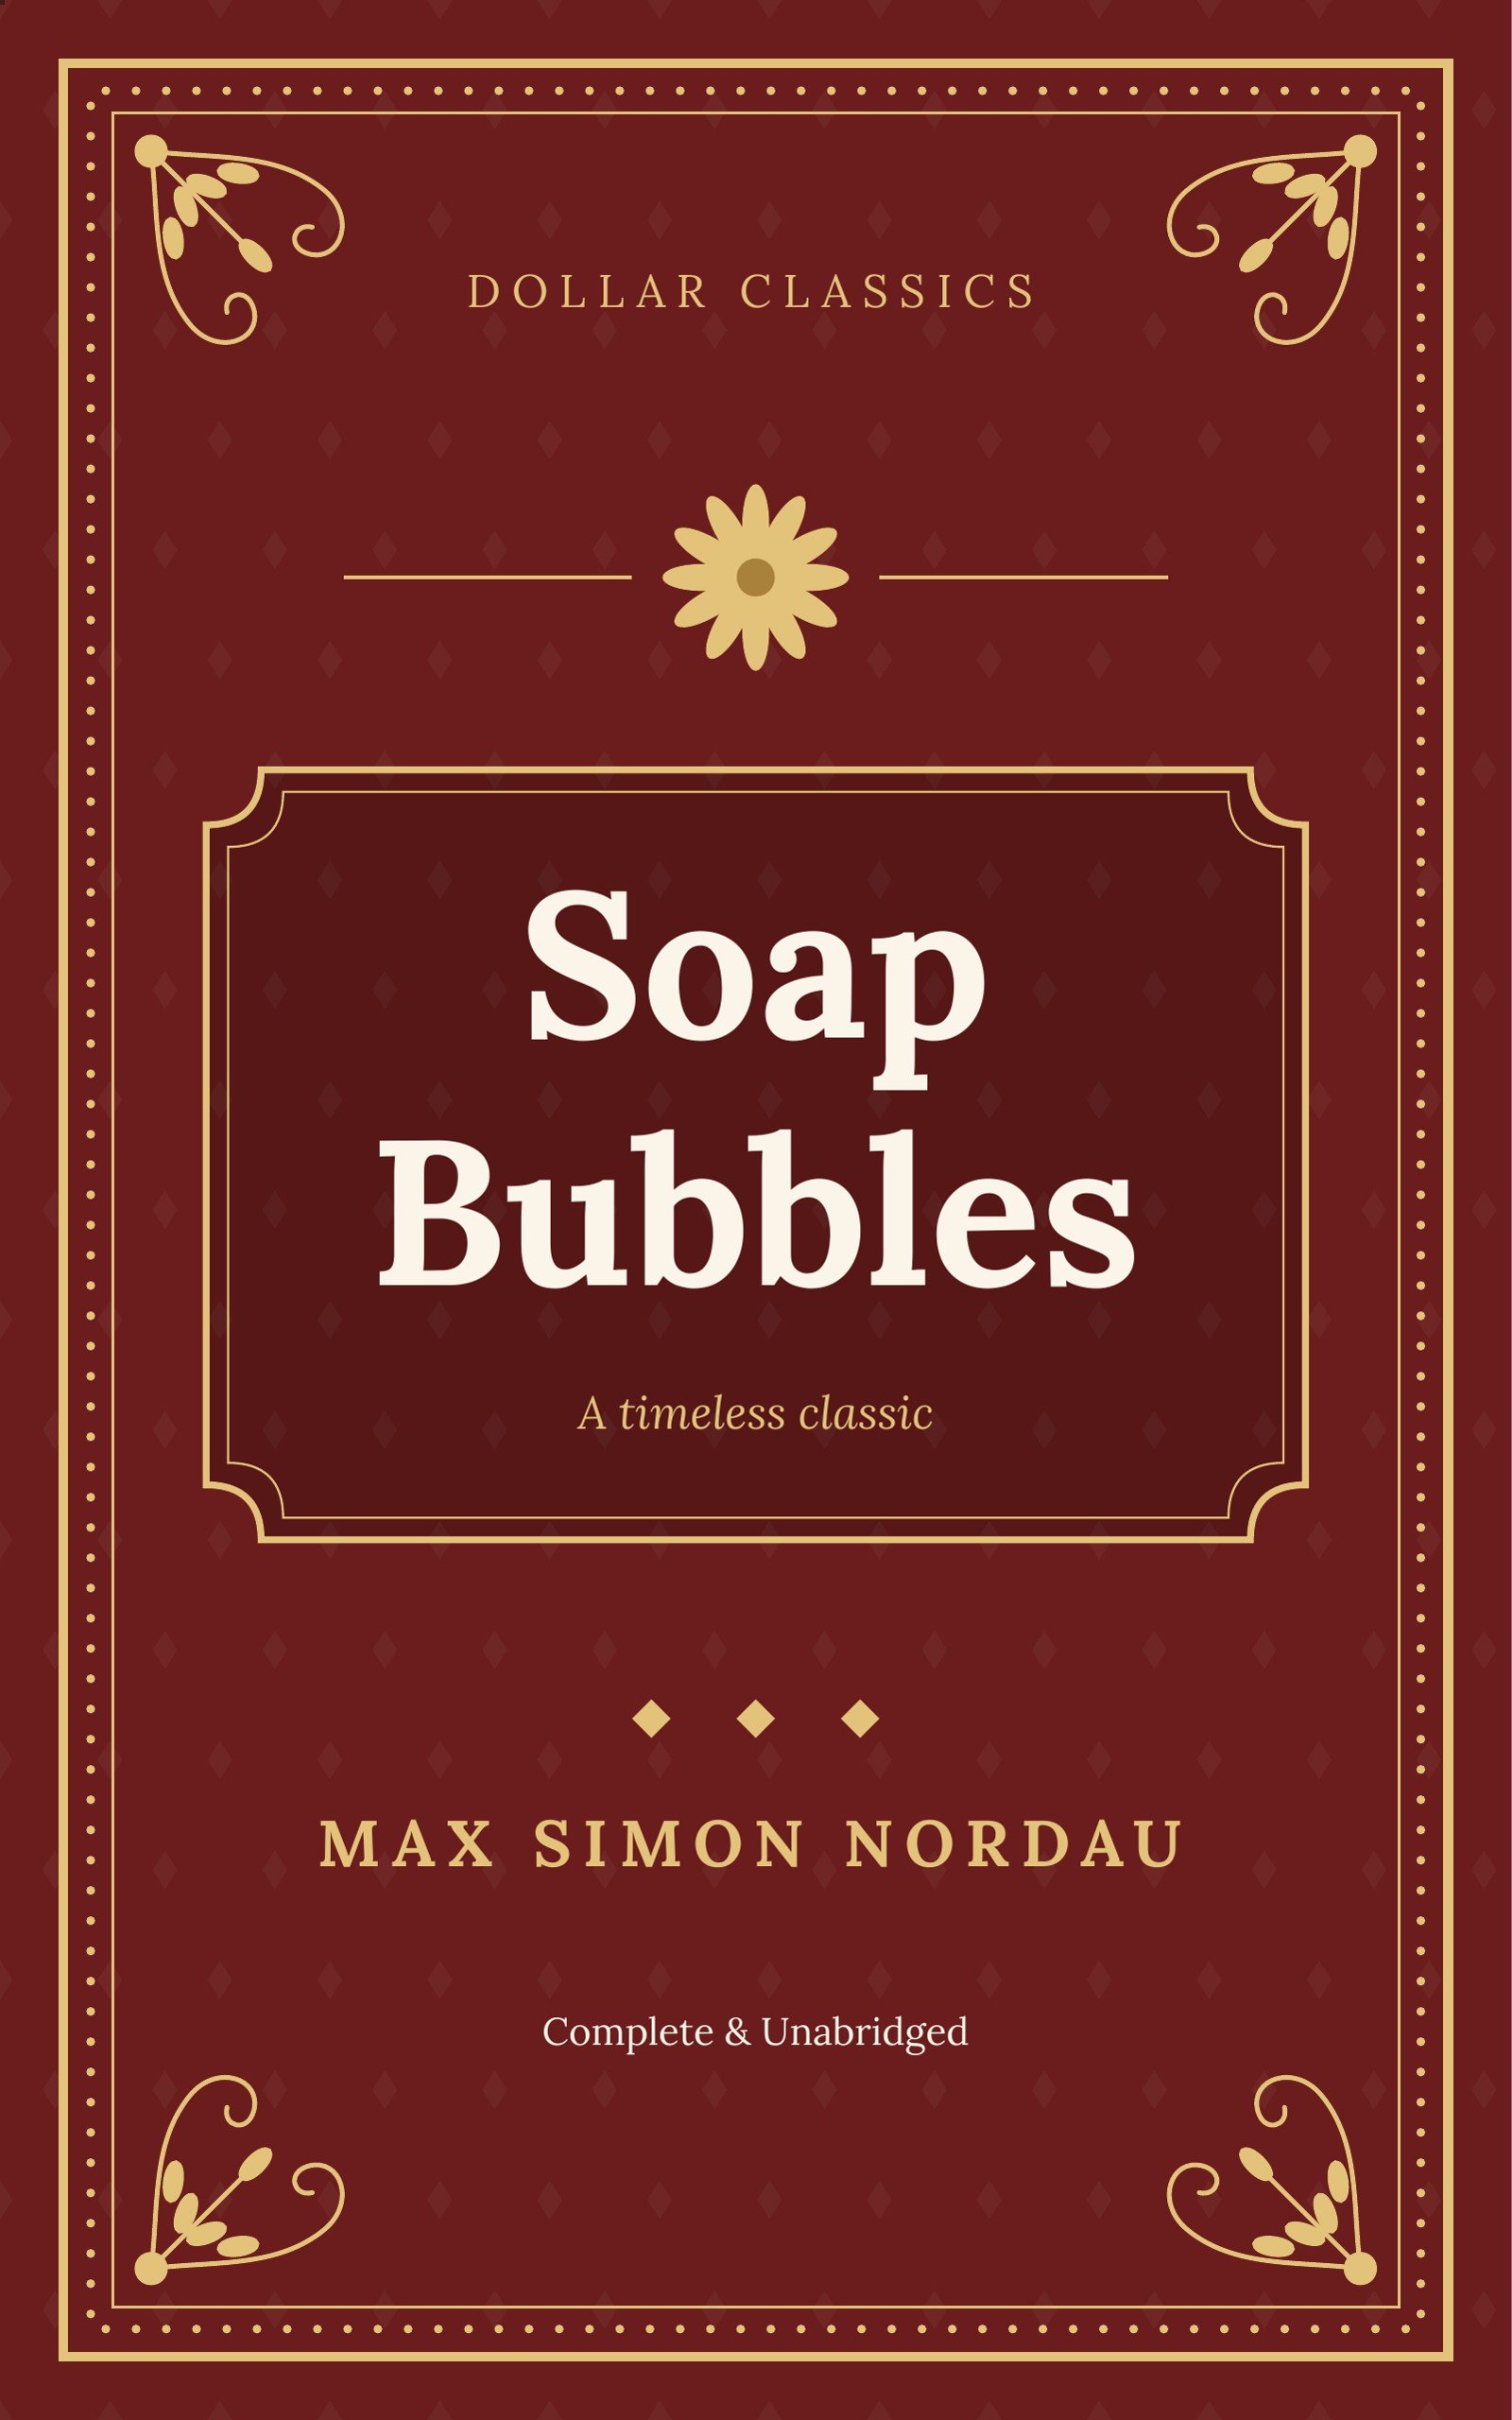 DOLLAR CLASSICS
Soap
Bubbles
A timeless classic
MAX SIMON NORDAU
Complete & Unabridged